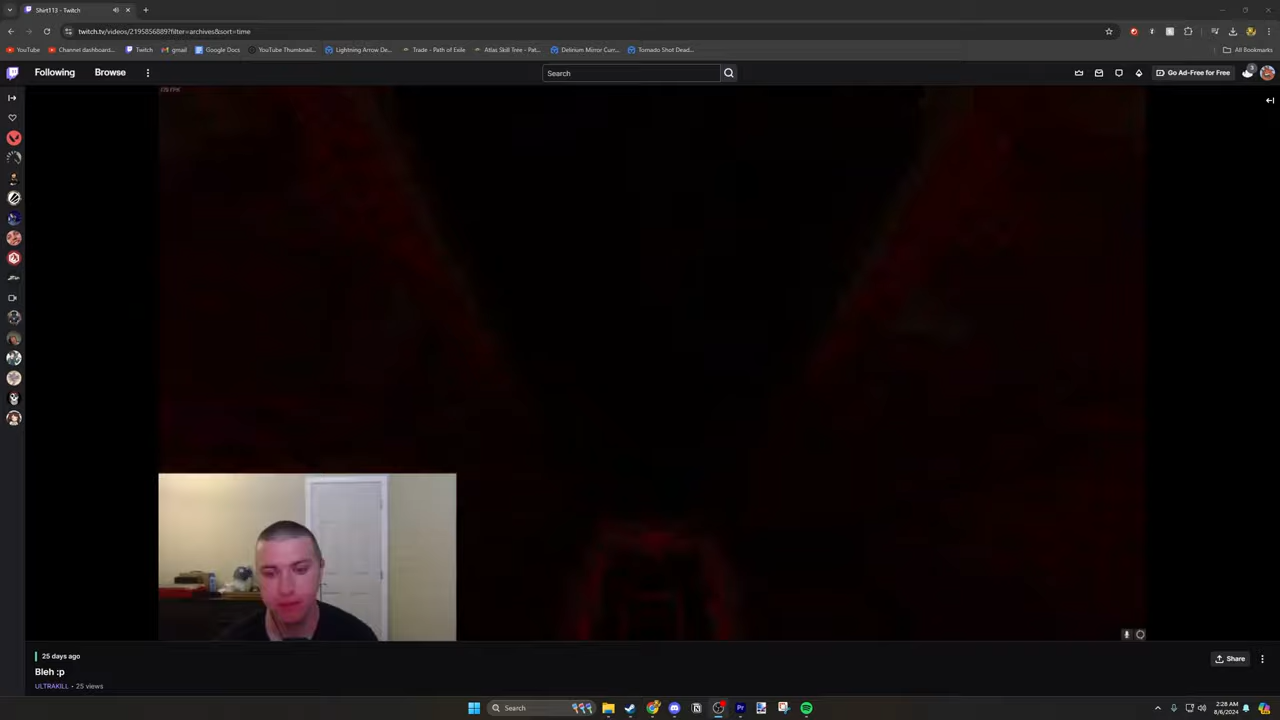 Shirt113 - Twitch
twitch.tv/videos/2195856889?filter=archives&sort=time
YouTube
Channel dashboard...
Twitch
gmail
Google Docs
YouTube Thumbnail...
Lightning Arrow De...
Trade - Path of Exile
Atlas Skill Tree - Pat...
Delirium Mirror Curr...
Tornado Shot Dead...
All Bookmarks
Following
Browse
Search
3
Go Ad-Free for Free
25 days ago
Bleh :p
Share
ULTRAKILL • 25 views
Search
2:28 AM
8/6/2024